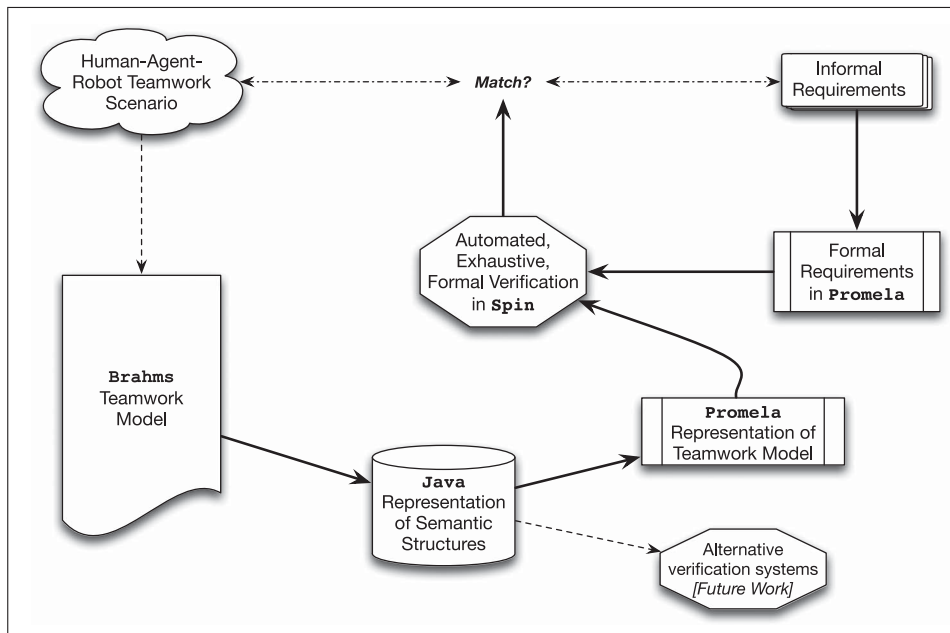 Human-Agent-
Robot Teamwork
Scenario
Match?
Informal
Requirements
Automated,
Exhaustive,
Formal Verification
in Spin
Formal
Requirements
in Promela
Brahms
Teamwork
Model
Promela
Representation of
Teamwork Model
Java
Representation
of Semantic
Structures
Alternative
verification systems
[Future Work]